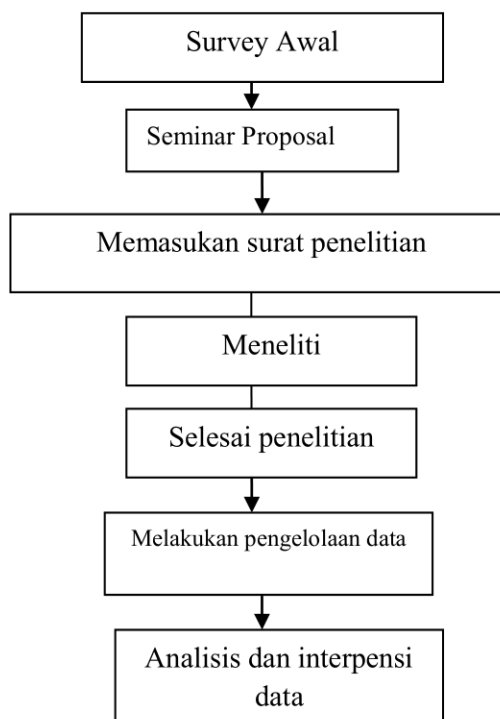 Survey Awal
Seminar Proposal
Memasukan surat penelitian
Meneliti
Selesai penelitian
Melakukan pengelolaan data
Analisis dan interpensi
data